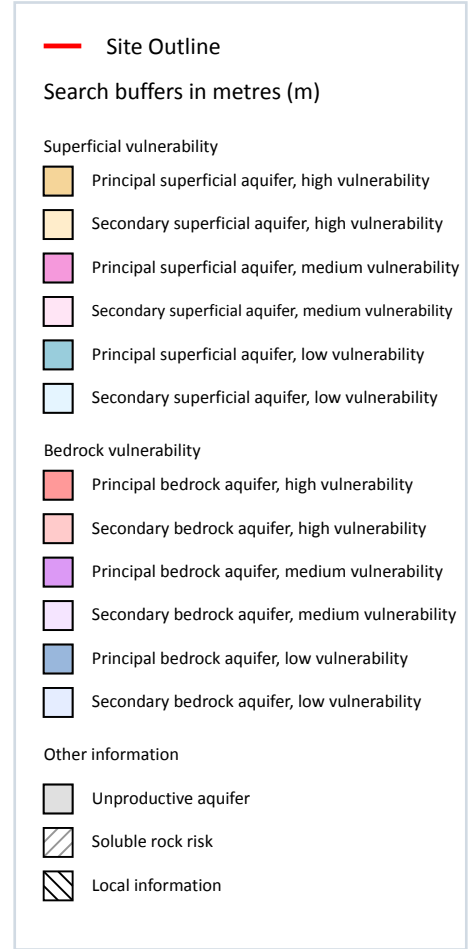 Site Outline
Search buffers in metres (m)
Superficial vulnerability
Principal superficial aquifer, high vulnerability
Secondary superficial aquifer, high vulnerability
Principal superficial aquifer, medium vulnerability
Secondary superficial aquifer, medium vulnerability
Principal superficial aquifer, low vulnerability
Secondary superficial aquifer, low vulnerability
Bedrock vulnerability
Principal bedrock aquifer, high vulnerability
Secondary bedrock aquifer, high vulnerability
Principal bedrock aquifer, medium vulnerability
Secondary bedrock aquifer, medium vulnerability
Principal bedrock aquifer, low vulnerability
Secondary bedrock aquifer, low vulnerability
Other information
Unproductive aquifer
Soluble rock risk
Local information